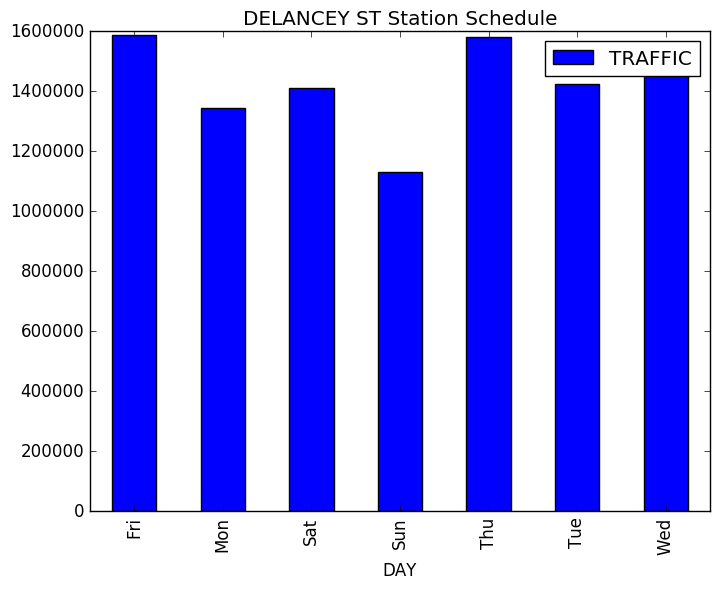 DELANCEY ST Station Schedule
TRAFFIC
1600000
1400000
1200000
1000000
800000
600000
400000
200000
0
Fri
Mon
Sat
Sun
Thu
Tue
Wed
DAY